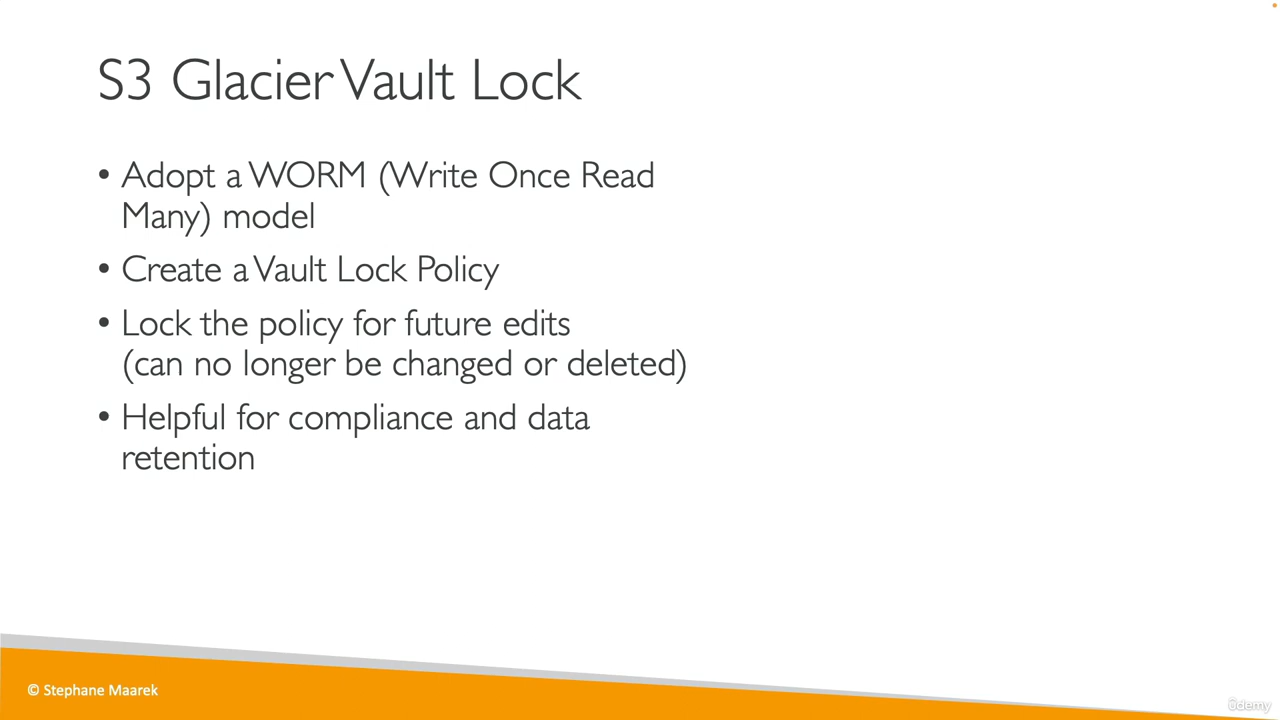 S3 Glacier Vault Lock
• Adopt a WORM (Write Once Read
Many) model
• Create a Vault Lock Policy
• Lock the policy for future edits
(can no longer be changed or deleted)
• Helpful for compliance and data
retention
© Stephane Maarek
ûdemy